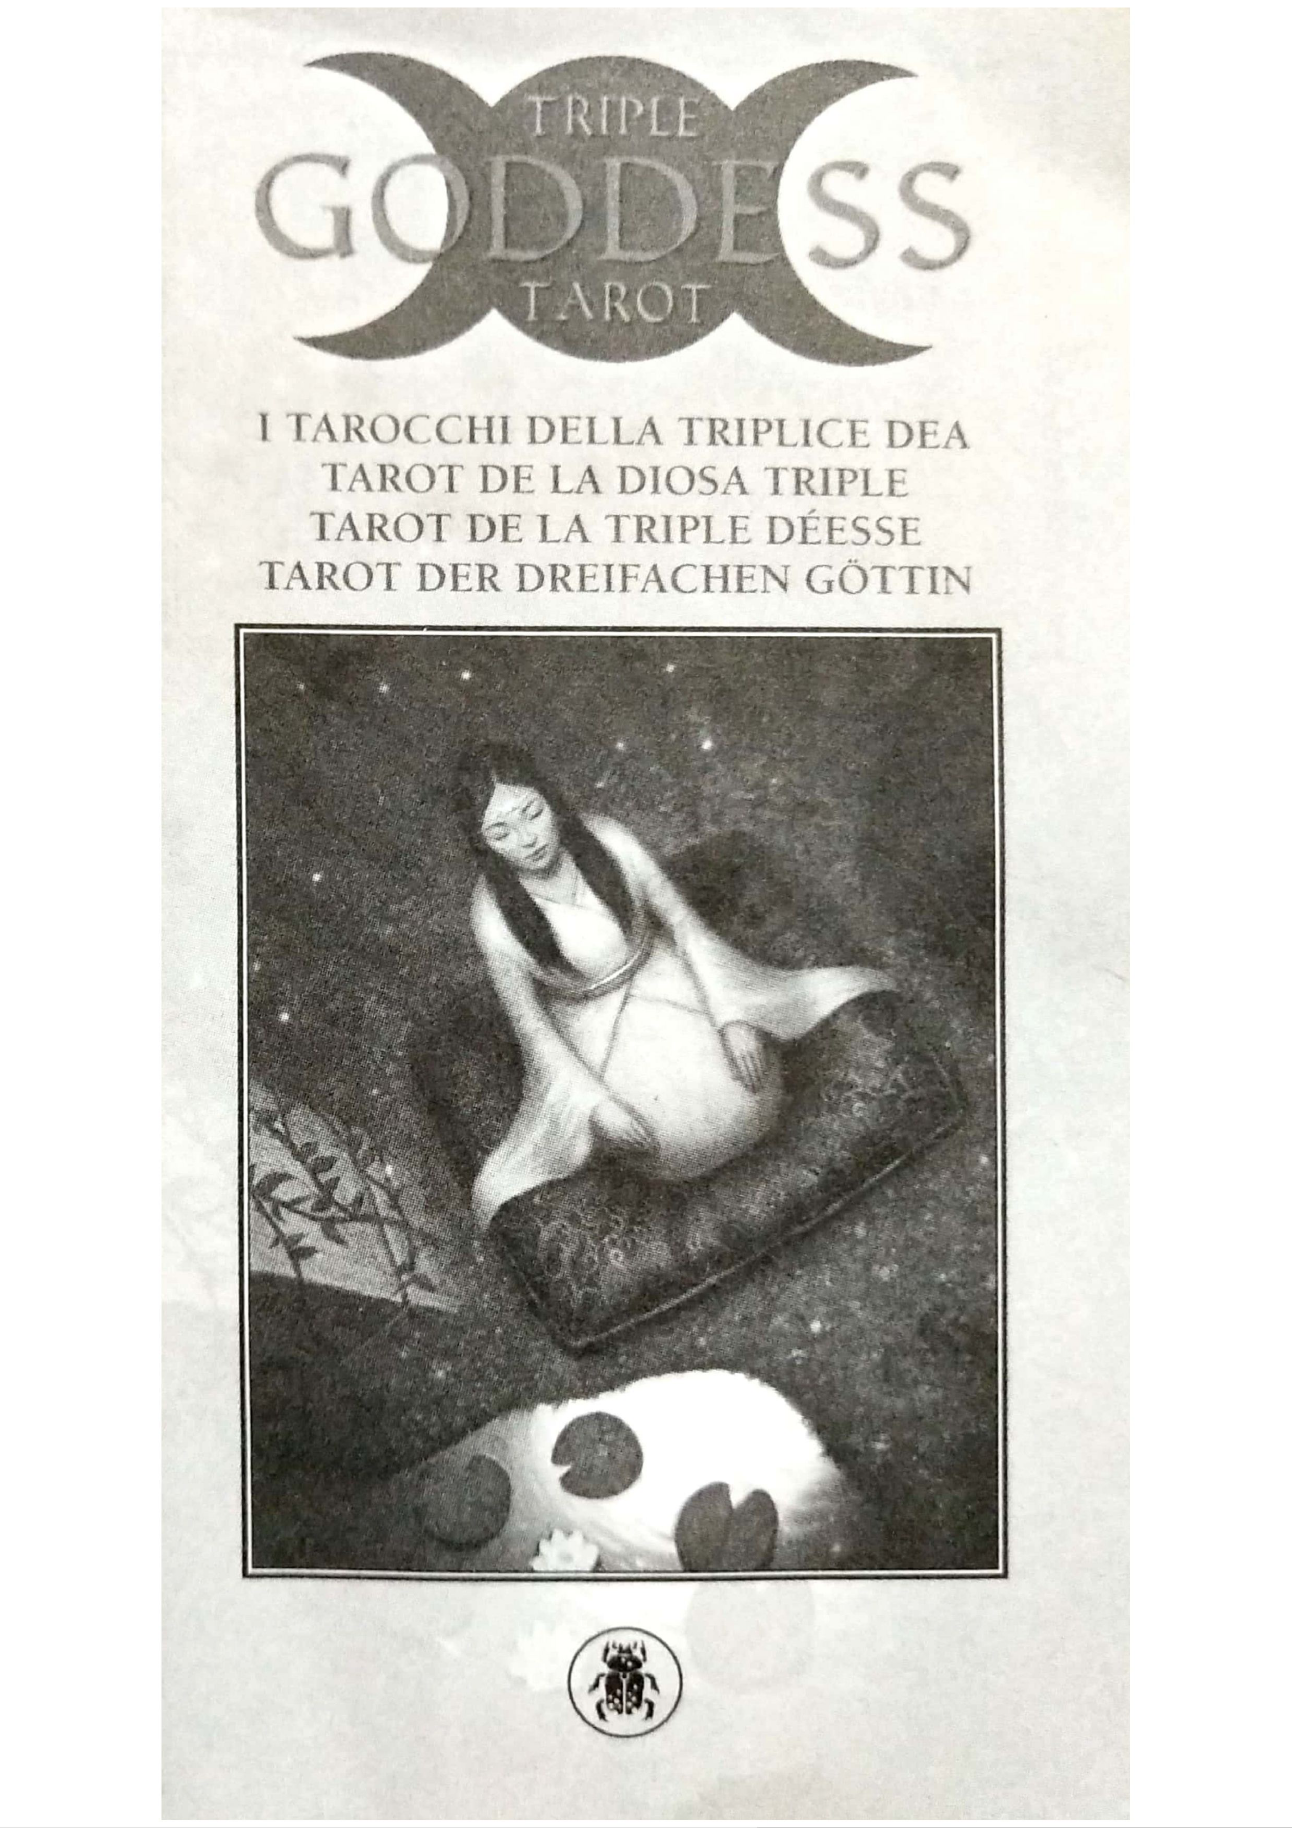 TRIPLE
GODDESS
TAROT
I TAROCCHI DELLA TRIPLICE DEA
TAROT DE LA DIOSA TRIPLE
TAROT DE LA TRIPLE DÉESSE
TAROT DER DREIFACHEN GÖTTIN